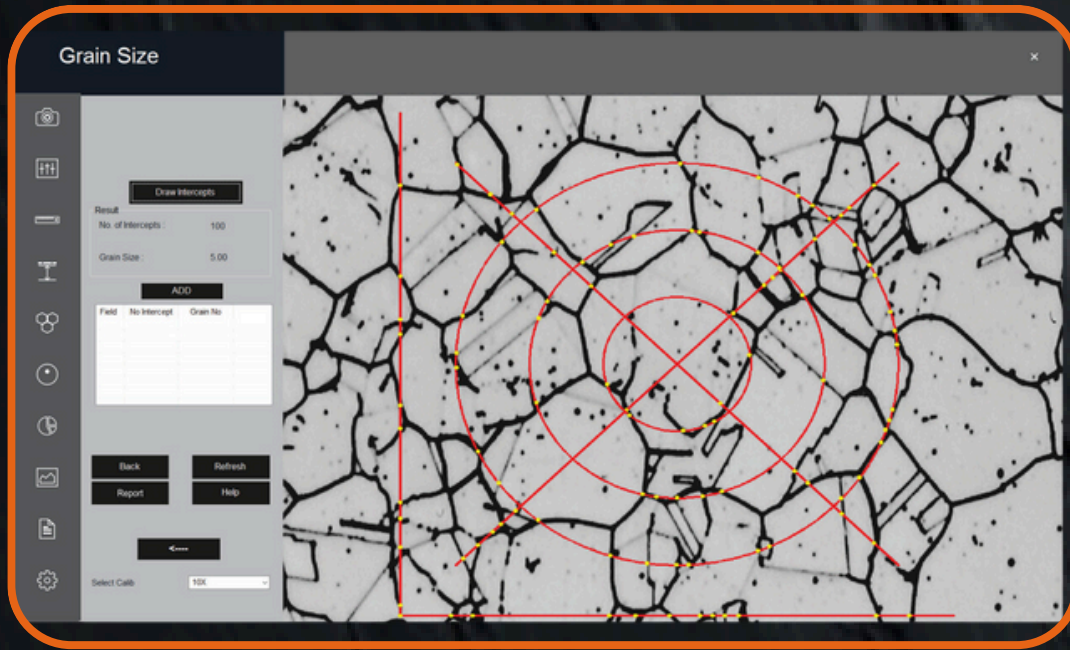 Grain Size
×
Draw Intercepts
Result
No. of Intercepts : 100
Grain Size : 5.00
ADD
Field No Intercept Grain No
Back Refresh
Report Help
<----
Select Calib 10X